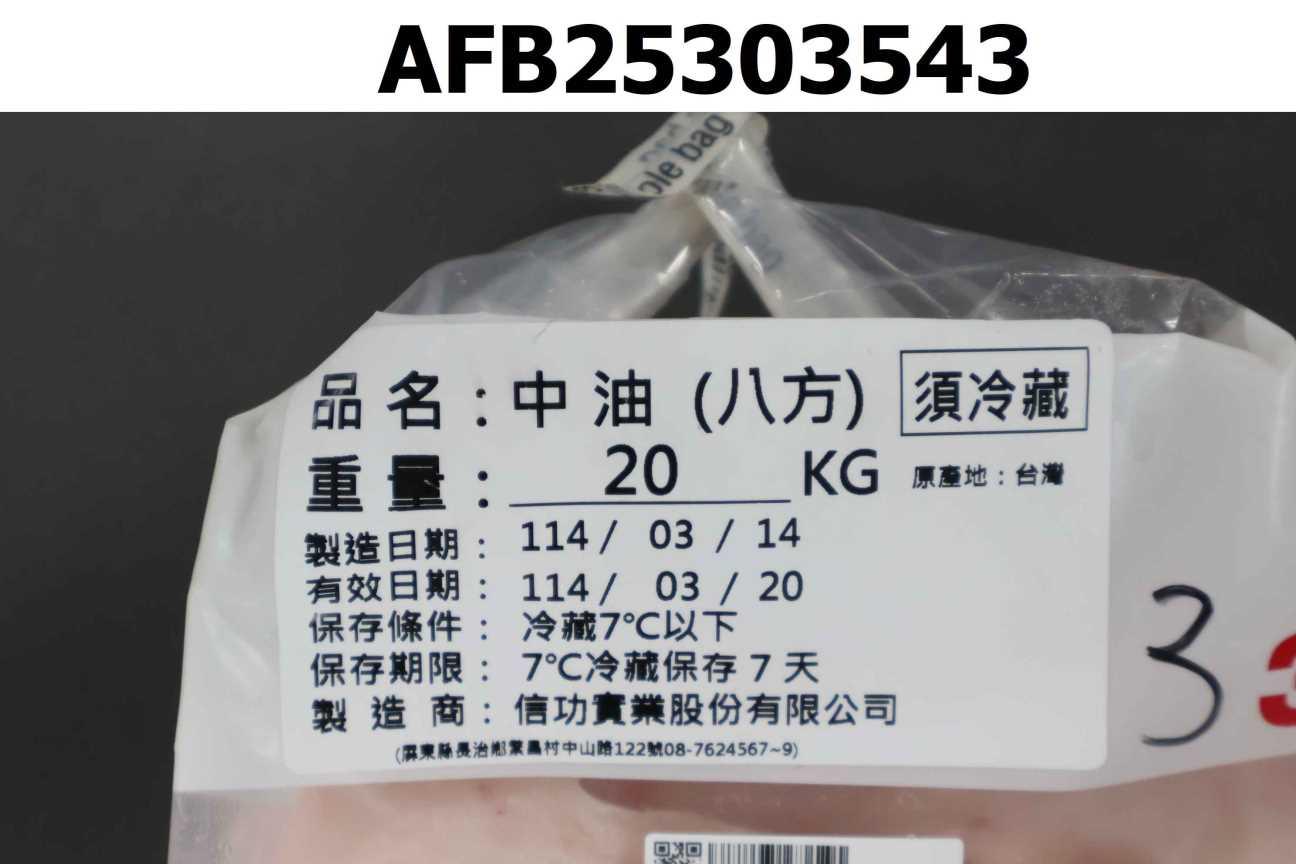 AFB25303543
ple bag
品名：中油 (八方) 須冷藏
重量：20 KG 原產地：台灣
製造日期：114 / 03 / 14
有效日期：114 / 03 / 20
保存條件：冷藏7°C以下
保存期限：7°C冷藏保存 7 天
製造商：信功實業股份有限公司
(屏東縣長治鄉繁昌村中山路122號08-7624567~9)
3